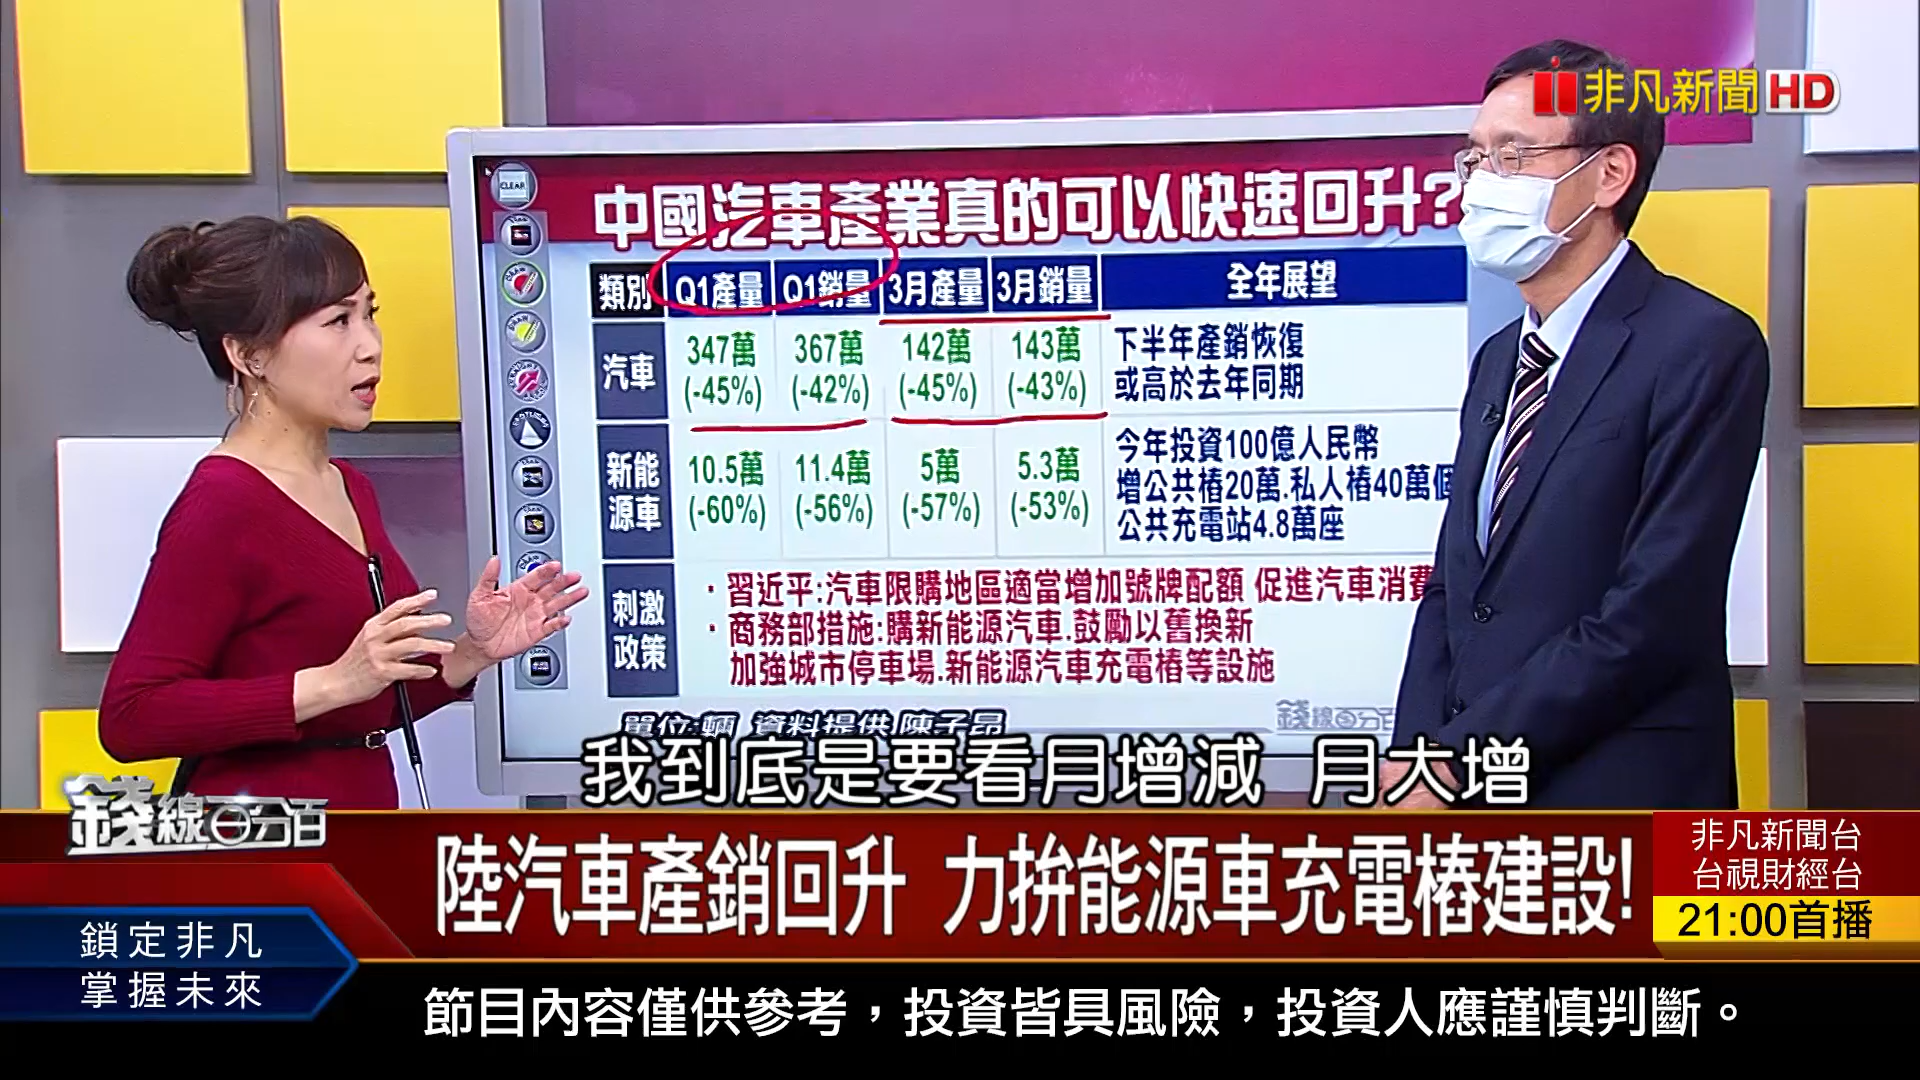 非凡新聞HD
CLEAR
中國汽車產業真的可以快速回升?
類別 Q1產量 Q1銷量 3月產量 3月銷量 全年展望
汽車 347萬 (-45%) 367萬 (-42%) 142萬 (-45%) 143萬 (-43%) 下半年產銷恢復
或高於去年同期
新能源車 10.5萬 (-60%) 11.4萬 (-56%) 5萬 (-57%) 5.3萬 (-53%) 今年投資100億人民幣
增公共樁20萬.私人樁40萬個
公共充電站4.8萬座
刺激政策
·習近平:汽車限購地區適當增加號牌配額 促進汽車消費
·商務部措施:購新能源汽車.鼓勵以舊換新
加強城市停車場.新能源汽車充電樁等設施
單位:輛 資料提供 陳子昂
錢線百分百
我到底是要看月增減 月大增
錢線百分百
陸汽車產銷回升 力拚能源車充電樁建設!
非凡新聞台
台視財經台
21:00首播
鎖定非凡
掌握未來
節目內容僅供參考，投資皆具風險，投資人應謹慎判斷。